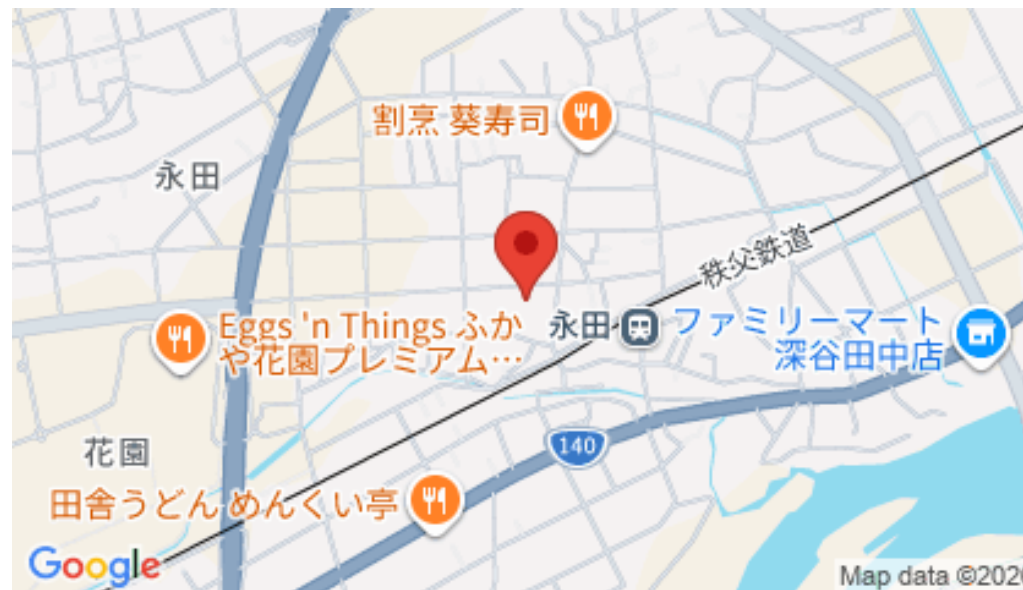 割烹 葵寿司
永田
秩父鉄道
Eggs 'n Things ふか
や花園プレミアム…
永田
ファミリーマート
深谷田中店
花園
140
田舎うどん めんくい亭
Google
Map data ©202